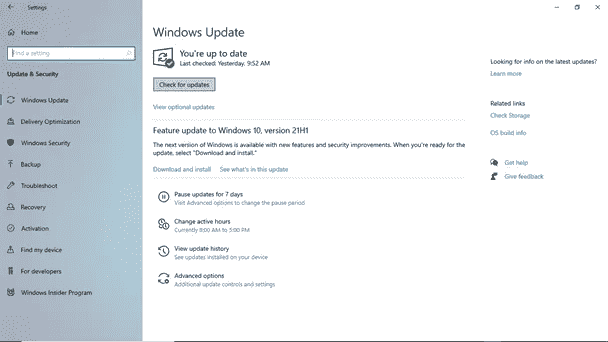 Settings
Home
Find a setting
Update & Security
Windows Update
Delivery Optimization
Windows Security
Backup
Troubleshoot
Recovery
Activation
Find my device
For developers
Windows Insider Program
Windows Update
You're up to date
Last checked: Yesterday, 9:52 AM
Check for updates
View optional updates
Feature update to Windows 10, version 21H1
The next version of Windows is available with new features and security improvements. When you're ready for the
update, select "Download and install."
Download and install See what's in this update
Pause updates for 7 days
Visit Advanced options to change the pause period
Change active hours
Currently 8:00 AM to 5:00 PM
View update history
See updates installed on your device
Advanced options
Additional update controls and settings
Looking for info on the latest updates?
Learn more
Related links
Check Storage
OS build info
Get help
Give feedback